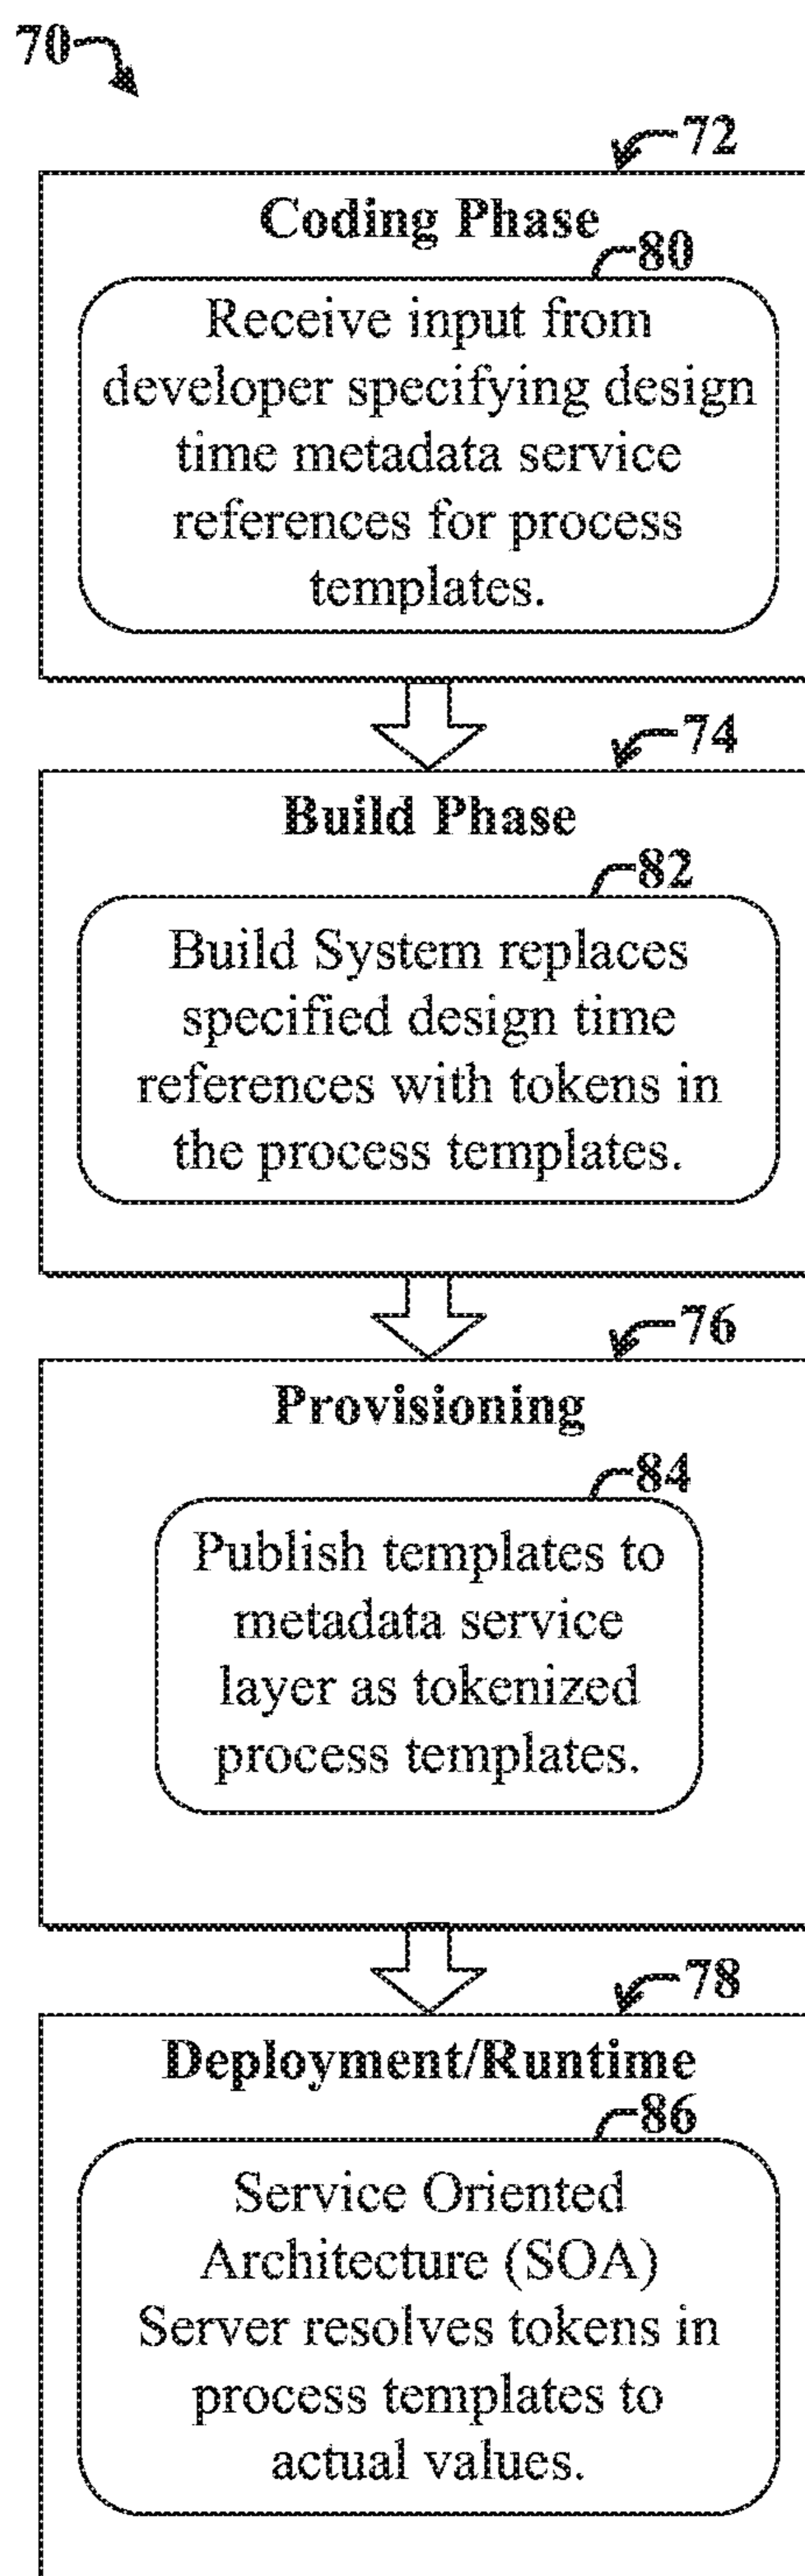 70
72
Coding Phase
80
Receive input from
developer specifying design
time metadata service
references for process
templates.
74
Build Phase
82
Build System replaces
specified design time
references with tokens in
the process templates.
76
Provisioning
84
Publish templates to
metadata service
layer as tokenized
process templates.
78
Deployment/Runtime
86
Service Oriented
Architecture (SOA)
Server resolves tokens in
process templates to
actual values.